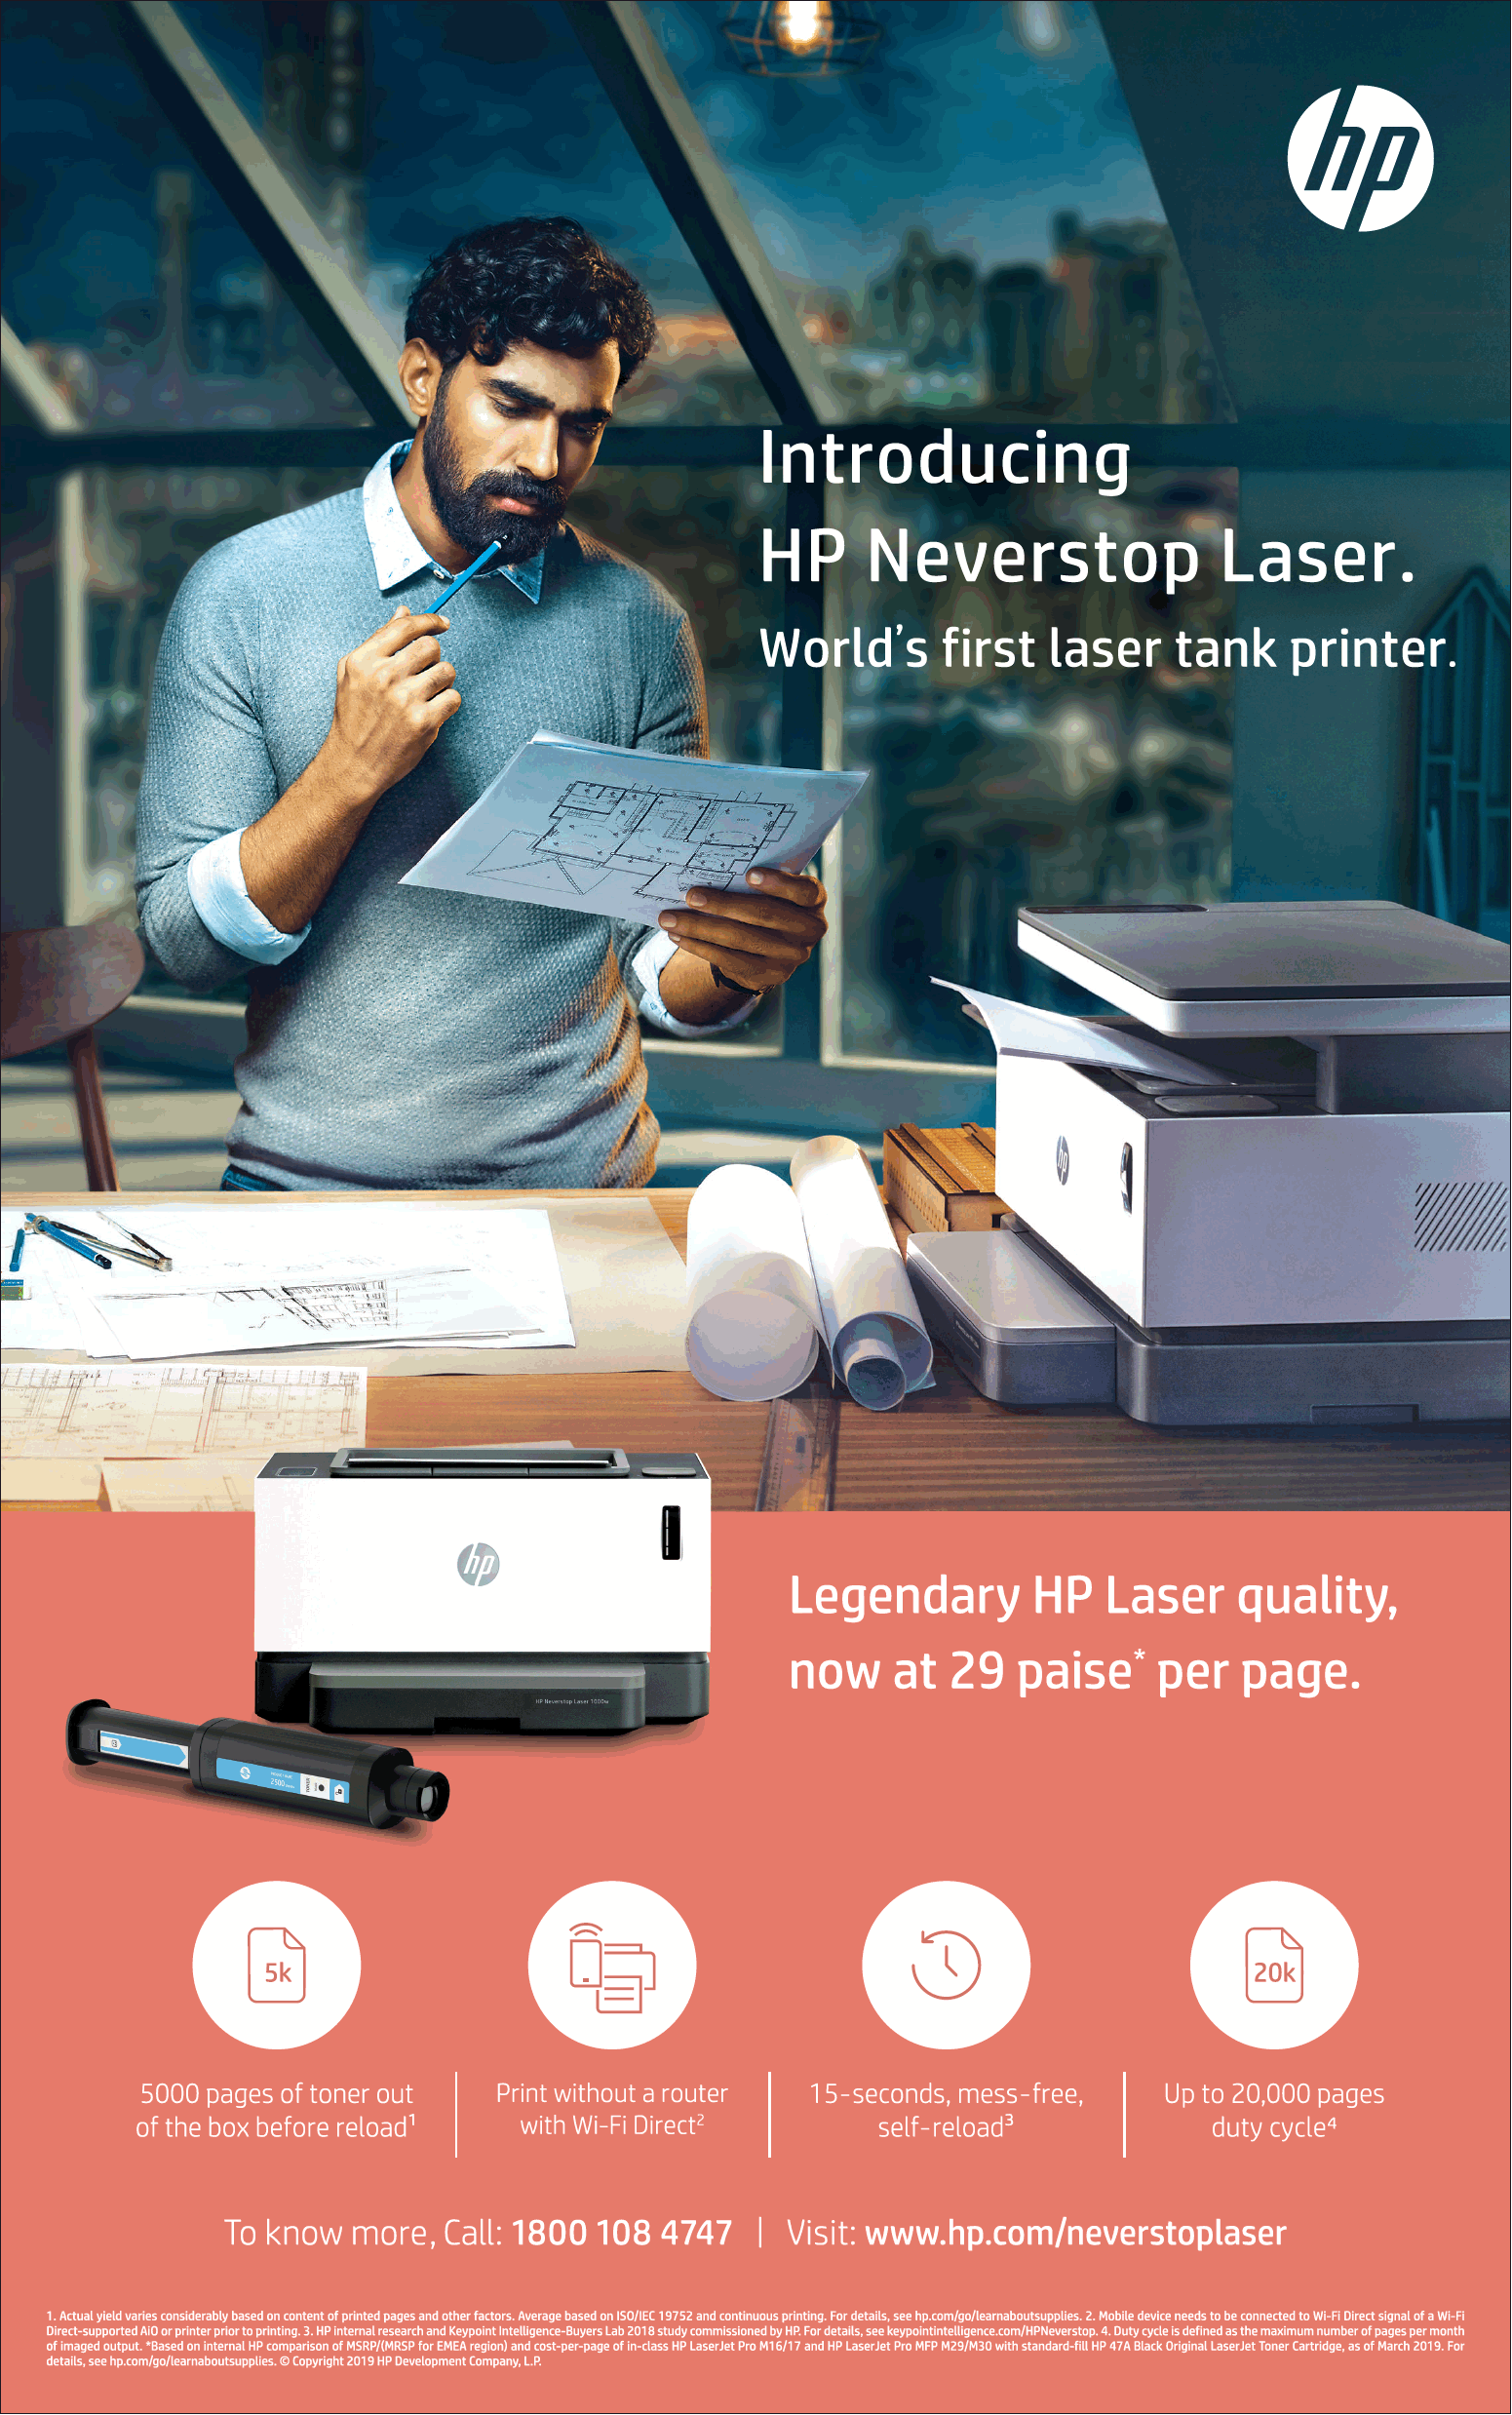 hp
Introducing
HP Neverstop Laser.
World's first laser tank printer.
hp
hp
HP Neverstop Laser 1000w
2500
Legendary HP Laser quality,
now at 29 paise* per page.
5k
20k
5000 pages of toner out
of the box before reload¹
Print without a router
with Wi-Fi Direct²
15-seconds, mess-free,
self-reload³
Up to 20,000 pages
duty cycle⁴
To know more, Call: 1800 108 4747 | Visit: www.hp.com/neverstoplaser
1. Actual yield varies considerably based on content of printed pages and other factors. Average based on ISO/IEC 19752 and continuous printing. For details, see hp.com/go/learnaboutsupplies. 2. Mobile device needs to be connected to Wi-Fi Direct signal of a Wi-Fi
Direct-supported AiO or printer prior to printing. 3. HP internal research and Keypoint Intelligence-Buyers Lab 2018 study commissioned by HP. For details, see keypointintelligence.com/HPNeverstop. 4. Duty cycle is defined as the maximum number of pages per month
of imaged output. *Based on internal HP comparison of MSRP/(MRSP for EMEA region) and cost-per-page of in-class HP LaserJet Pro M16/17 and HP LaserJet Pro MFP M29/M30 with standard-fill HP 47A Black Original LaserJet Toner Cartridge, as of March 2019. For
details, see hp.com/go/learnaboutsupplies. © Copyright 2019 HP Development Company, L.P.